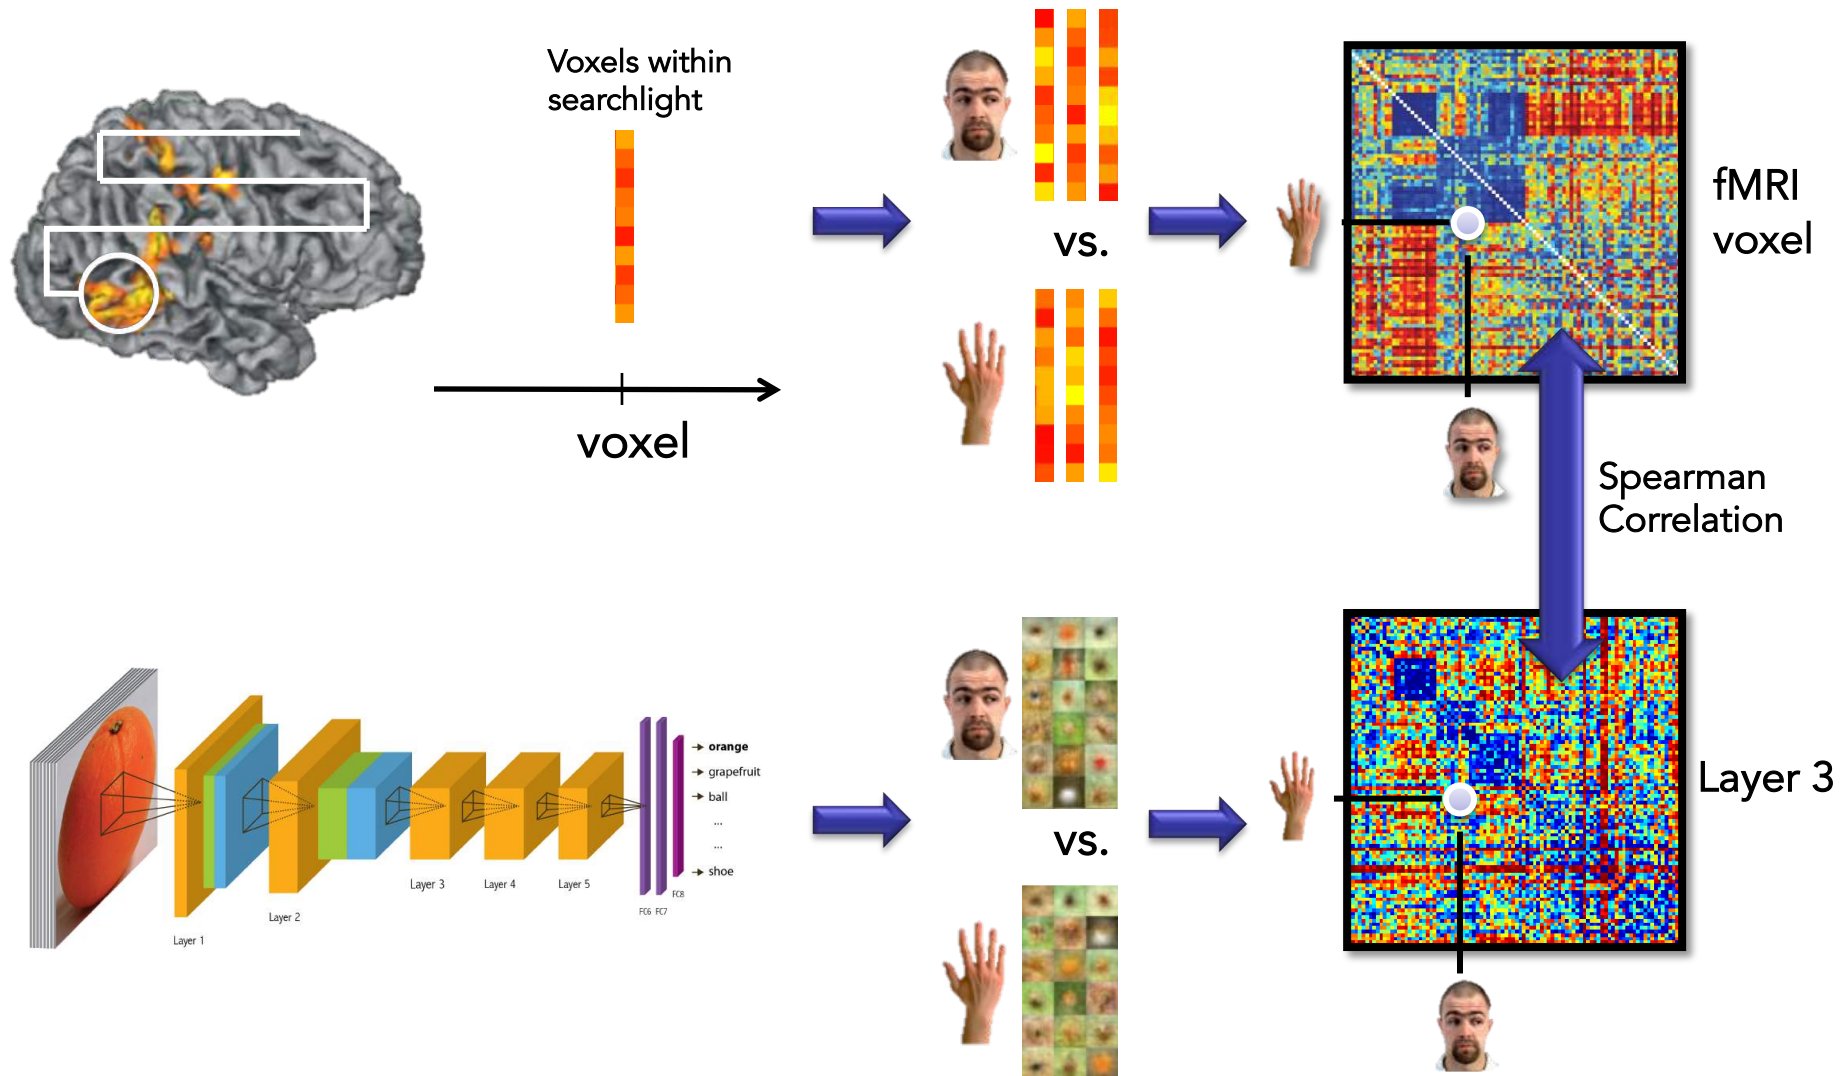 Voxels within
searchlight
voxel
vs.
fMRI
voxel
Spearman
Correlation
orange
grapefruit
ball
...
...
shoe
Layer 1
Layer 2
Layer 3
Layer 4
Layer 5
FC6
FC7
FC8
vs.
Layer 3